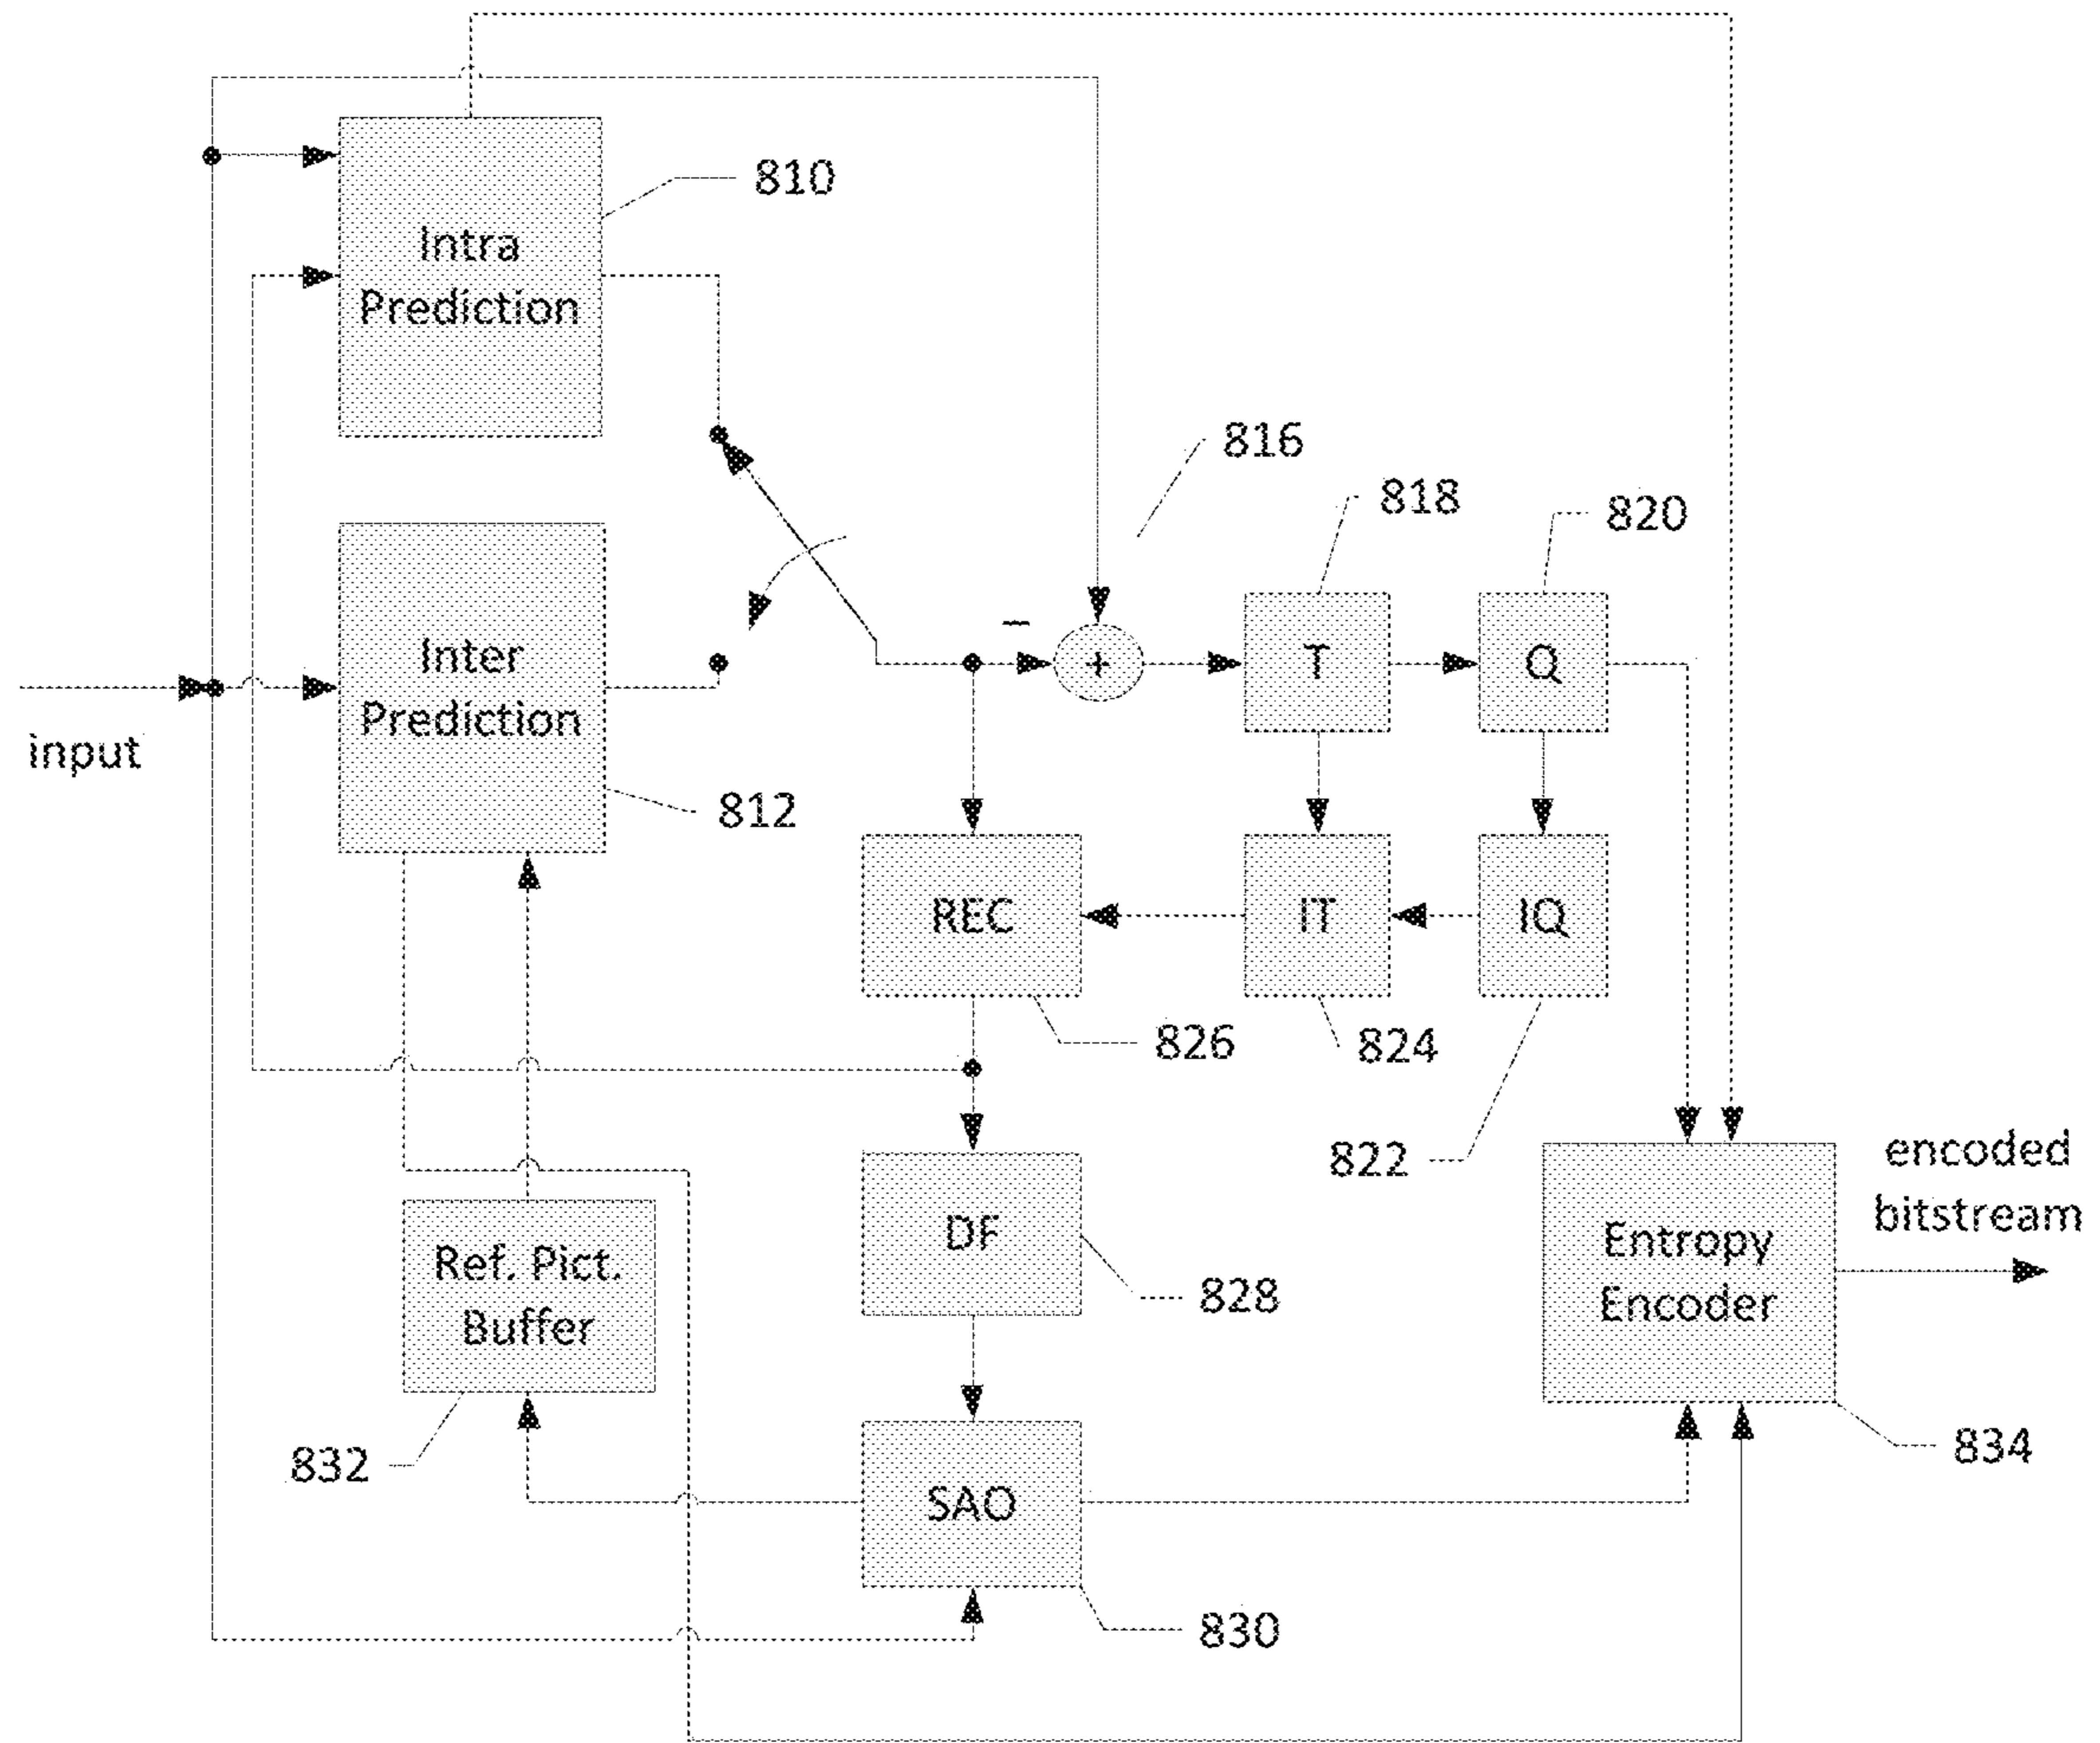 810
Intra
Prediction
816
818
820
Inter
Prediction
−
+
T
Q
input
812
REC
IT
IQ
826
824
822
encoded
bitstream
DF
Ref. Pict.
Buffer
828
Entropy
Encoder
832
834
SAO
830